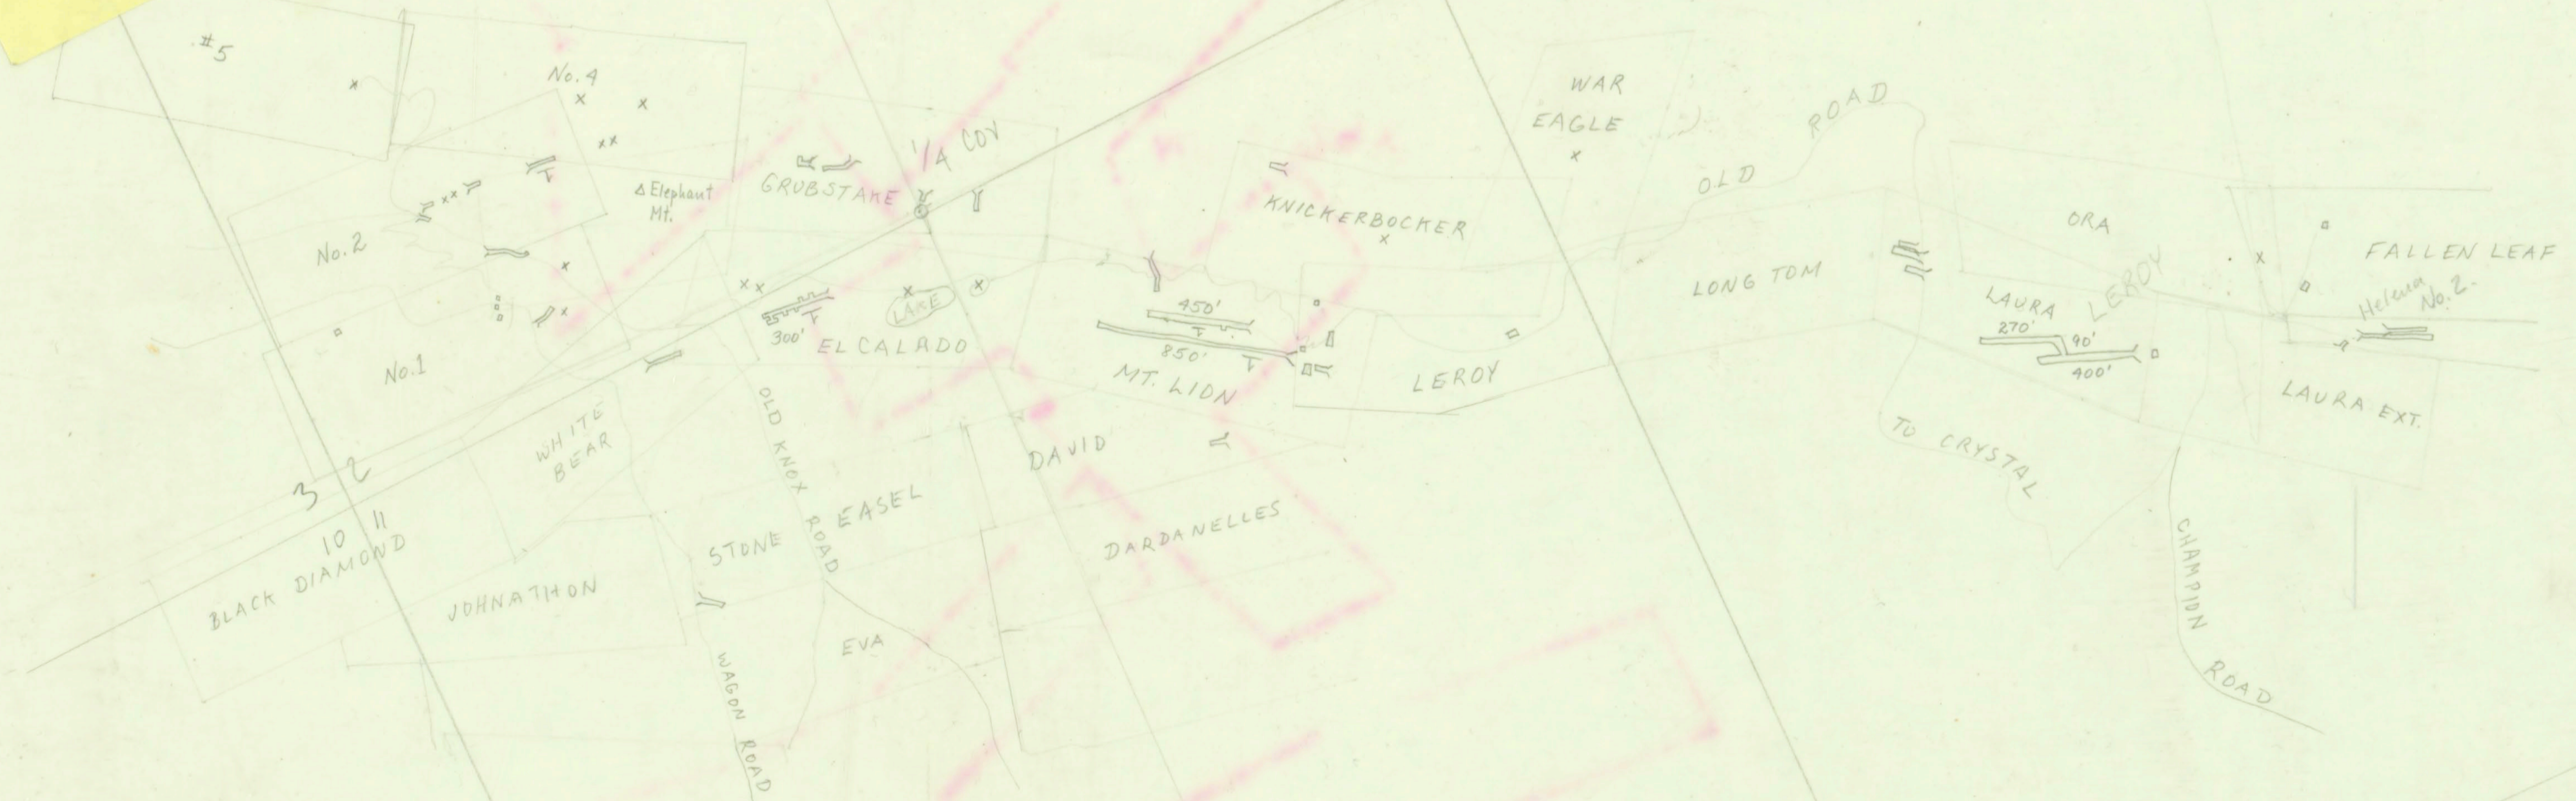 #5
No. 4
WAR
EAGLE
OLD ROAD
1/4 COR
Elephant
Mt.
GRUBSTAKE
KNICKERBOCKER
ORA
No. 2
FALLEN LEAF
Helena
No. 2.
LONG TOM
LAURA
LEROY
270'
90'
400'
LAKE
300'
EL CALADO
450'
850'
MT. LION
LEROY
No. 1
LAURA EXT.
WHITE
BEAR
OLD KNOX ROAD
DAVID
TO CRYSTAL
3 2
10 11
STONE EASEL
DARDANELLES
BLACK DIAMOND
JOHNATHON
EVA
WAGON ROAD
CHAMPION ROAD